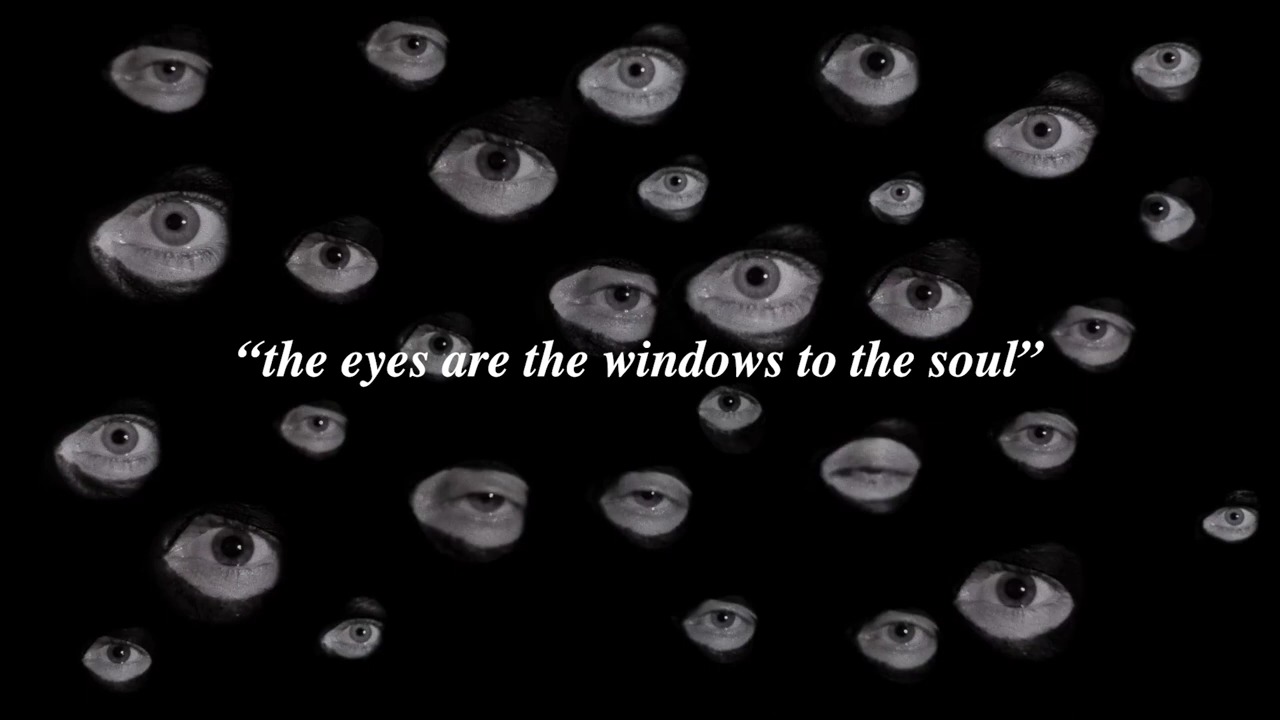 “the eyes are the windows to the soul”